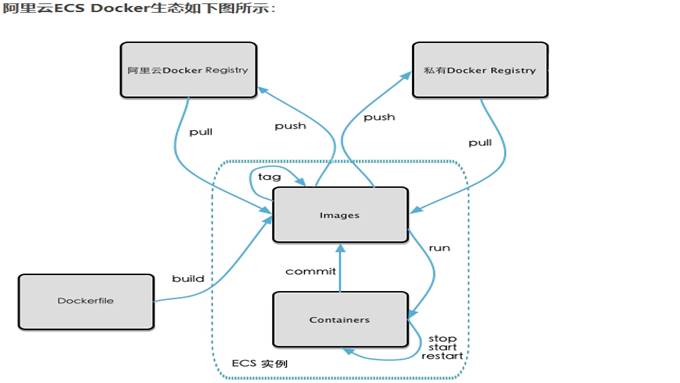 阿里云ECS Docker生态如下图所示：
阿里云Docker Registry
私有Docker Registry
pull
push
push
pull
tag
Images
run
build
commit
Dockerfile
Containers
stop
start
restart
ECS 实例